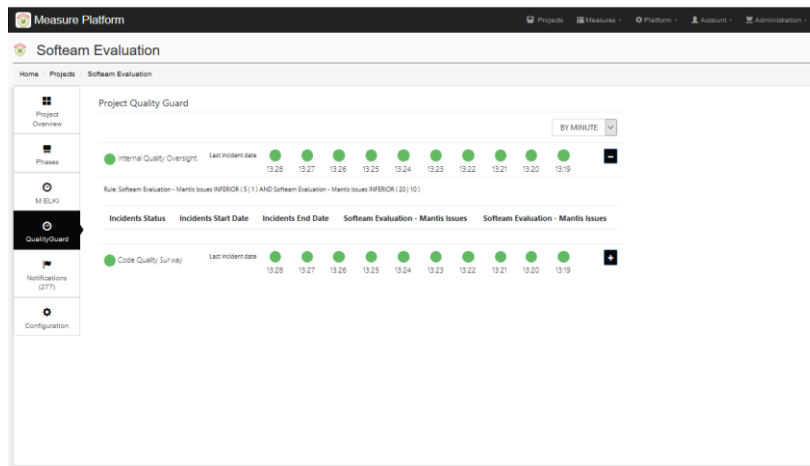 Measure Platform
Projects Measures Platform Account Administration
Softeam Evaluation
Home / Projects / Softeam Evaluation
Project Overview
Phases
M ELKI
QualityGuard
Notifications (277)
Configuration
Project Quality Guard
BY MINUTE
Internal Quality Oversight Last incident date 13:28 13:27 13:26 13:25 13:24 13:23 13:22 13:21 13:20 13:19
Rule: Softeam Evaluation - Mantis Issues INFERIOR ( 5 | 1 ) AND Softeam Evaluation - Mantis Issues INFERIOR ( 20 | 10 )
Incidents Status Incidents Start Date Incidents End Date Softeam Evaluation - Mantis Issues Softeam Evaluation - Mantis Issues
Code Quality Survay Last incident date 13:28 13:27 13:26 13:25 13:24 13:23 13:22 13:21 13:20 13:19